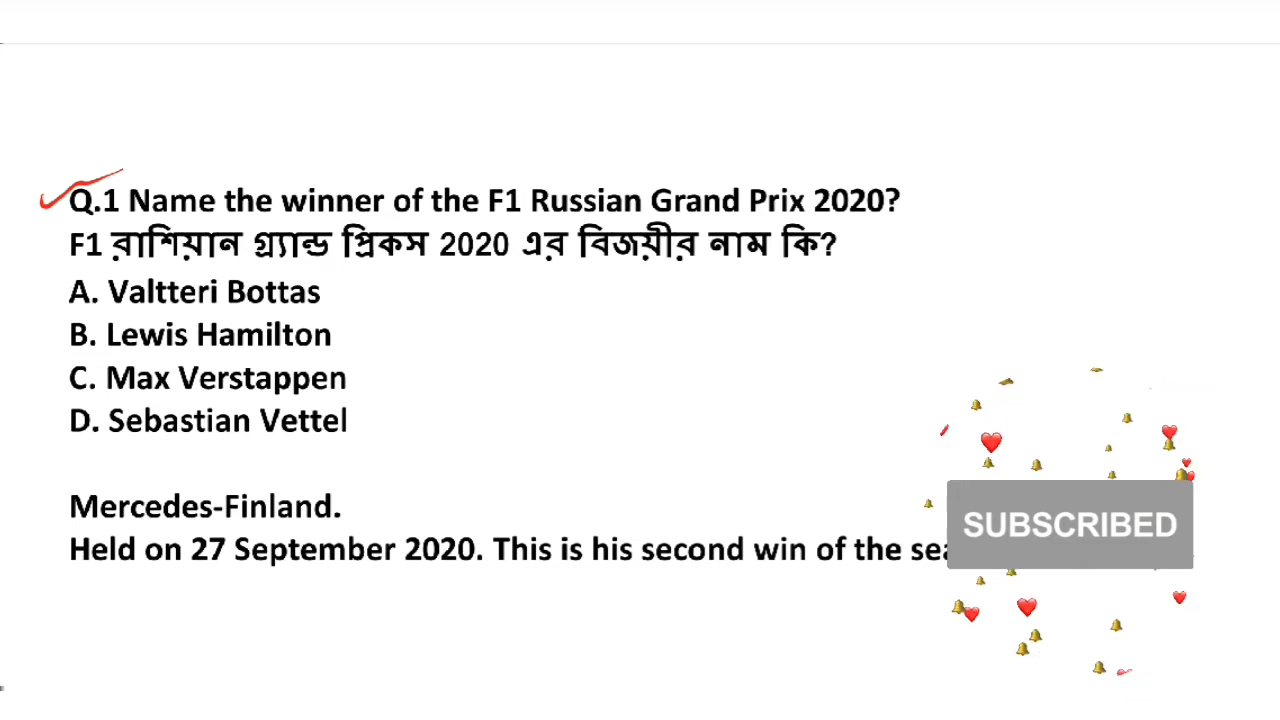 Q.1 Name the winner of the F1 Russian Grand Prix 2020?
F1 রাশিয়ান গ্র্যান্ড প্রিকস 2020 এর বিজয়ীর নাম কি?
A. Valtteri Bottas
B. Lewis Hamilton
C. Max Verstappen
D. Sebastian Vettel
Mercedes-Finland.
Held on 27 September 2020. This is his second win of the
SUBSCRIBED